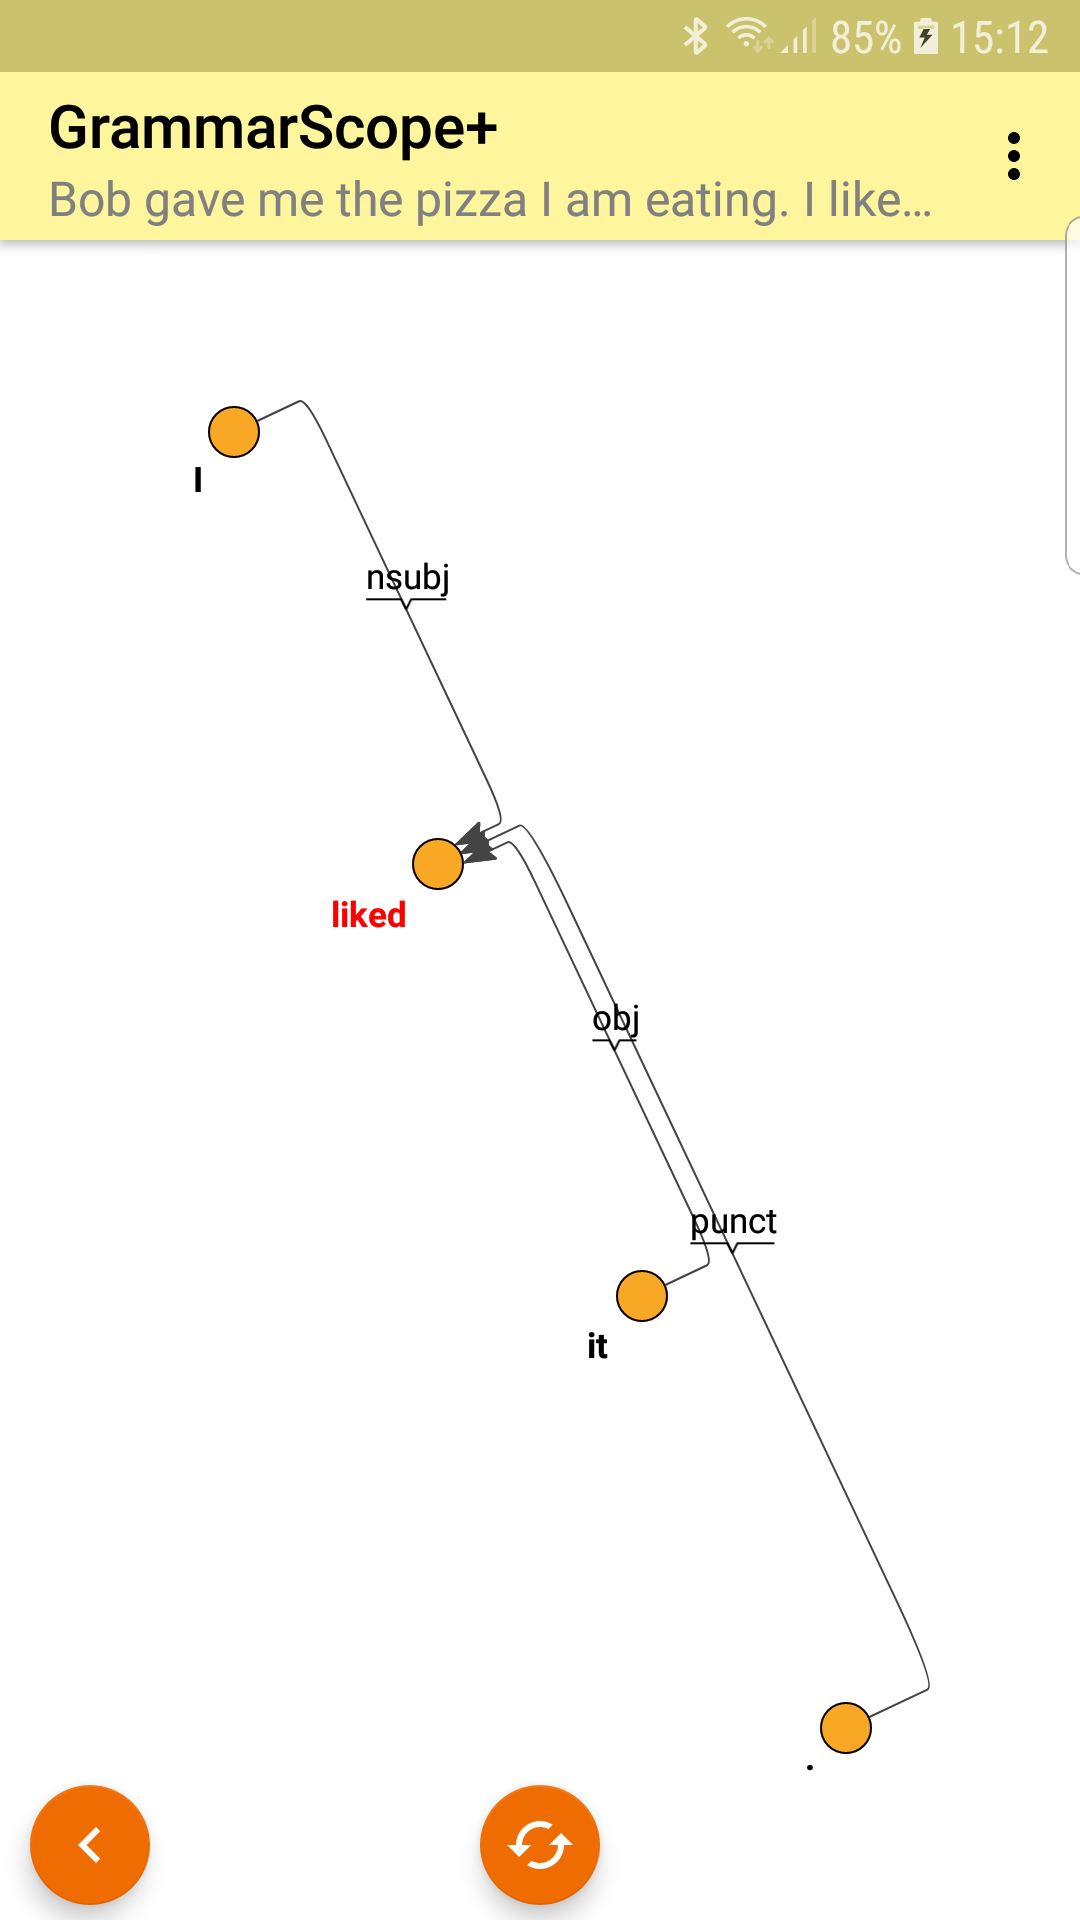 85% 15:12
GrammarScope+
Bob gave me the pizza I am eating. I like...
I
nsubj
liked
obj
punct
it
.